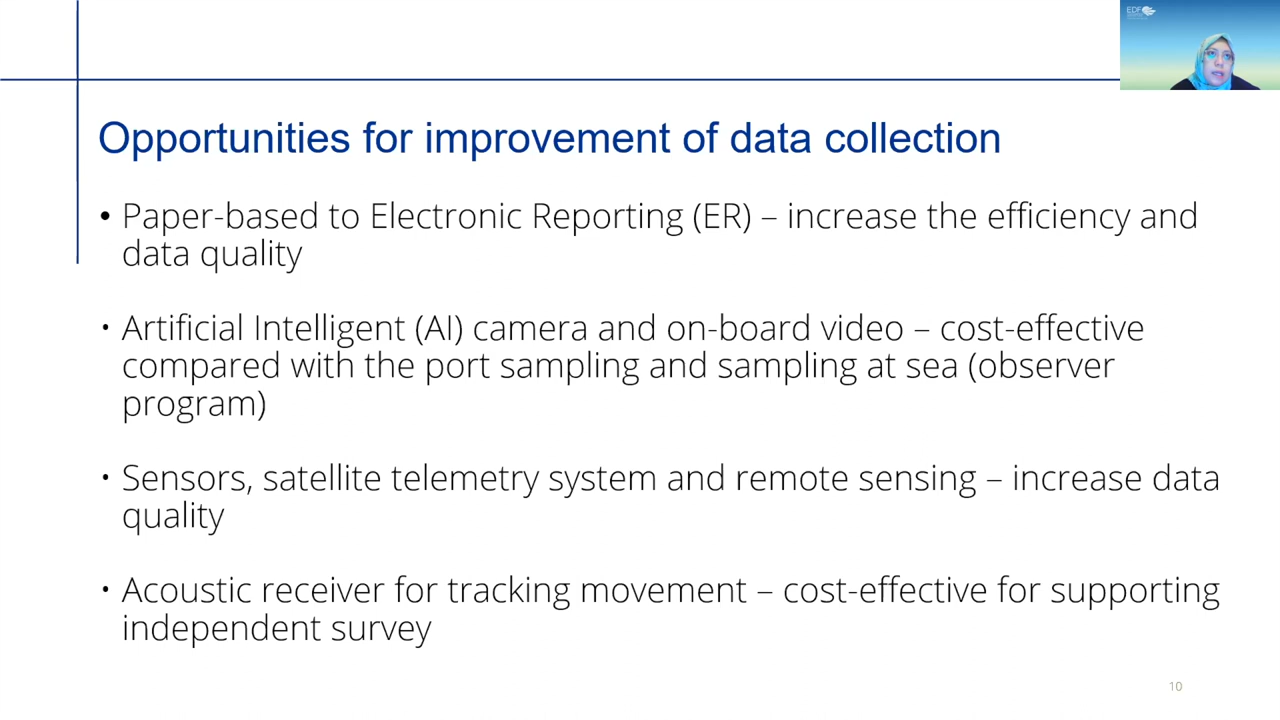 EDF
Opportunities for improvement of data collection
• Paper-based to Electronic Reporting (ER) – increase the efficiency and
data quality
• Artificial Intelligent (AI) camera and on-board video – cost-effective
compared with the port sampling and sampling at sea (observer
program)
• Sensors, satellite telemetry system and remote sensing – increase data
quality
• Acoustic receiver for tracking movement – cost-effective for supporting
independent survey
10